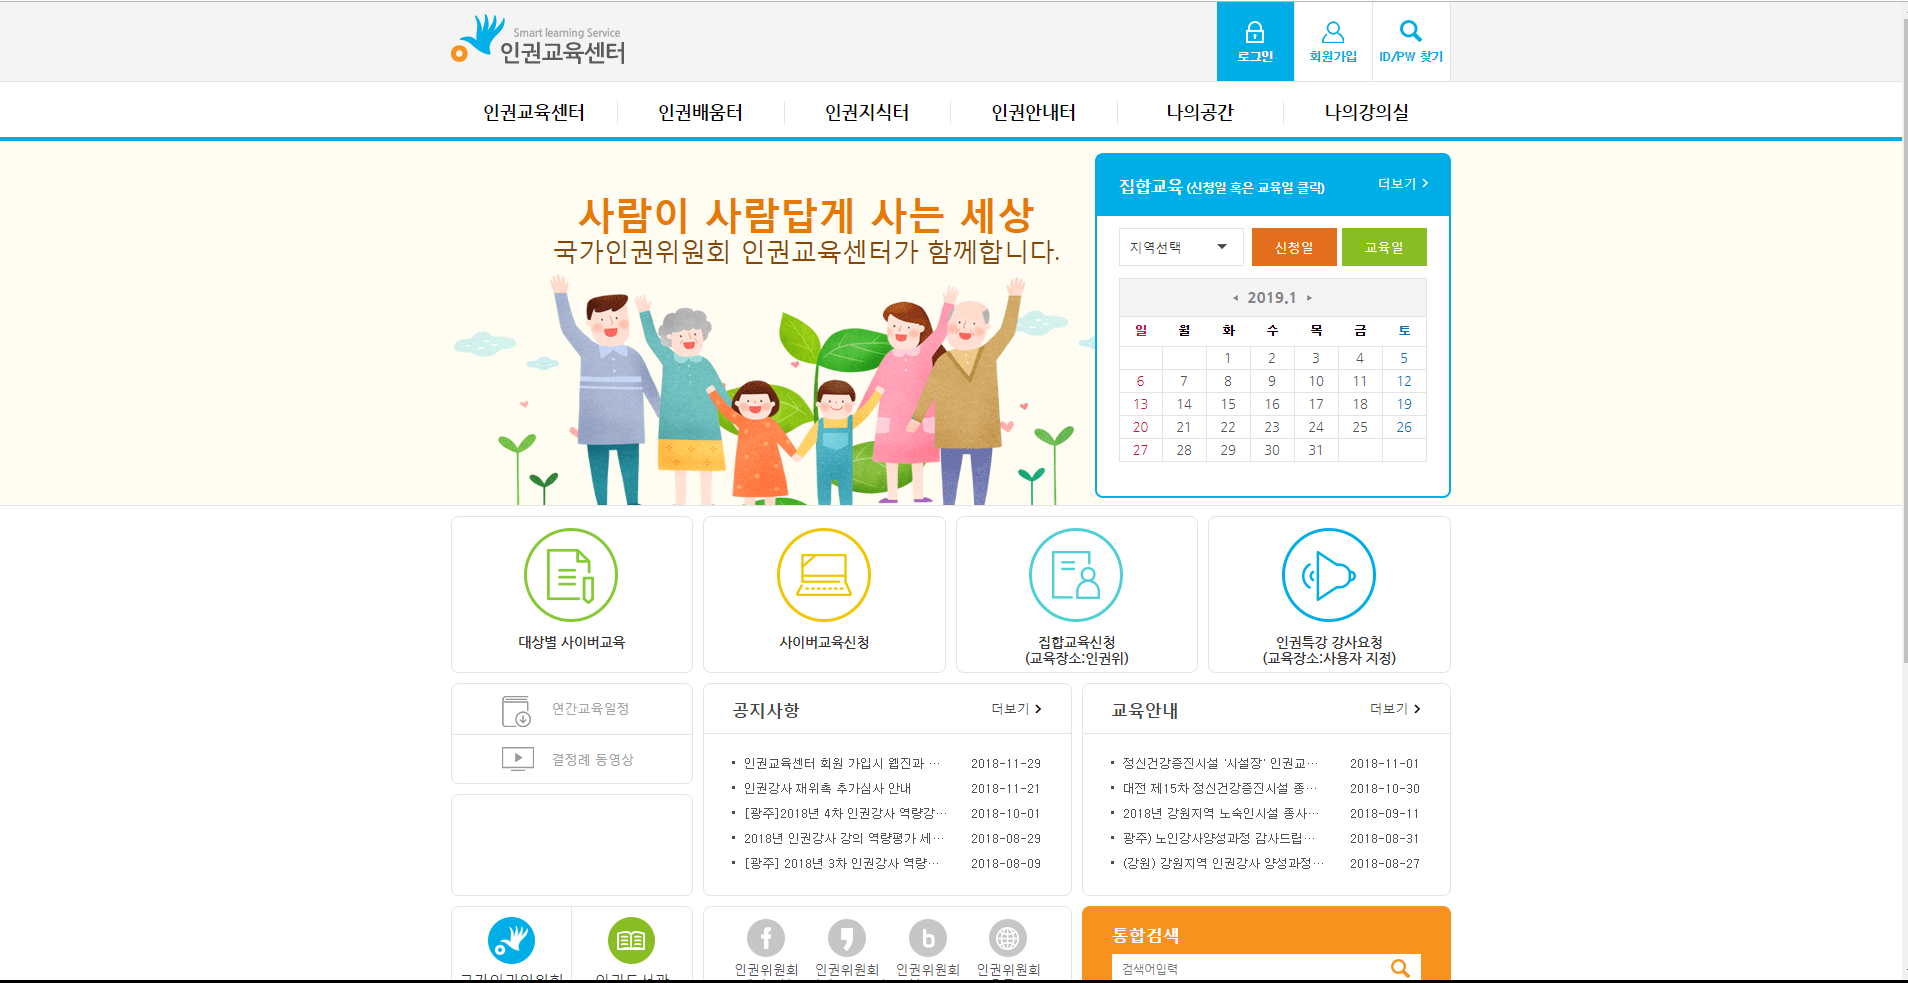 Smart learning Service
인권교육센터
로그인
회원가입
ID/PW 찾기
인권교육센터
인권배움터
인권지식터
인권안내터
나의공간
나의강의실
사람이 사람답게 사는 세상
국가인권위원회 인권교육센터가 함께합니다.
집합교육 (신청일 혹은 교육일 클릭)
더보기
지역선택
신청일
교육일
2019.1
일 월 화 수 목 금 토
1 2 3 4 5
6 7 8 9 10 11 12
13 14 15 16 17 18 19
20 21 22 23 24 25 26
27 28 29 30 31
대상별 사이버교육
사이버교육신청
집합교육신청
(교육장소:인권위)
인권특강 강사요청
(교육장소:사용자 지정)
연간교육일정
결정례 동영상
공지사항
더보기
인권교육센터 회원 가입시 웹진과 … 2018-11-29
인권강사 재위촉 추가심사 안내 2018-11-21
[광주]2018년 4차 인권강사 역량강… 2018-10-01
2018년 인권강사 강의 역량평가 세… 2018-08-29
[광주] 2018년 3차 인권강사 역량… 2018-08-09
교육안내
더보기
정신건강증진시설 '시설장' 인권교… 2018-11-01
대전 제15차 정신건강증진시설 종… 2018-10-30
2018년 강원지역 노숙인시설 종사… 2018-09-11
광주) 노인강사양성과정 감사드립… 2018-08-31
(강원) 강원지역 인권강사 양성과정… 2018-08-27
인권위원회
인권위원회
인권위원회
인권위원회
통합검색
검색어입력